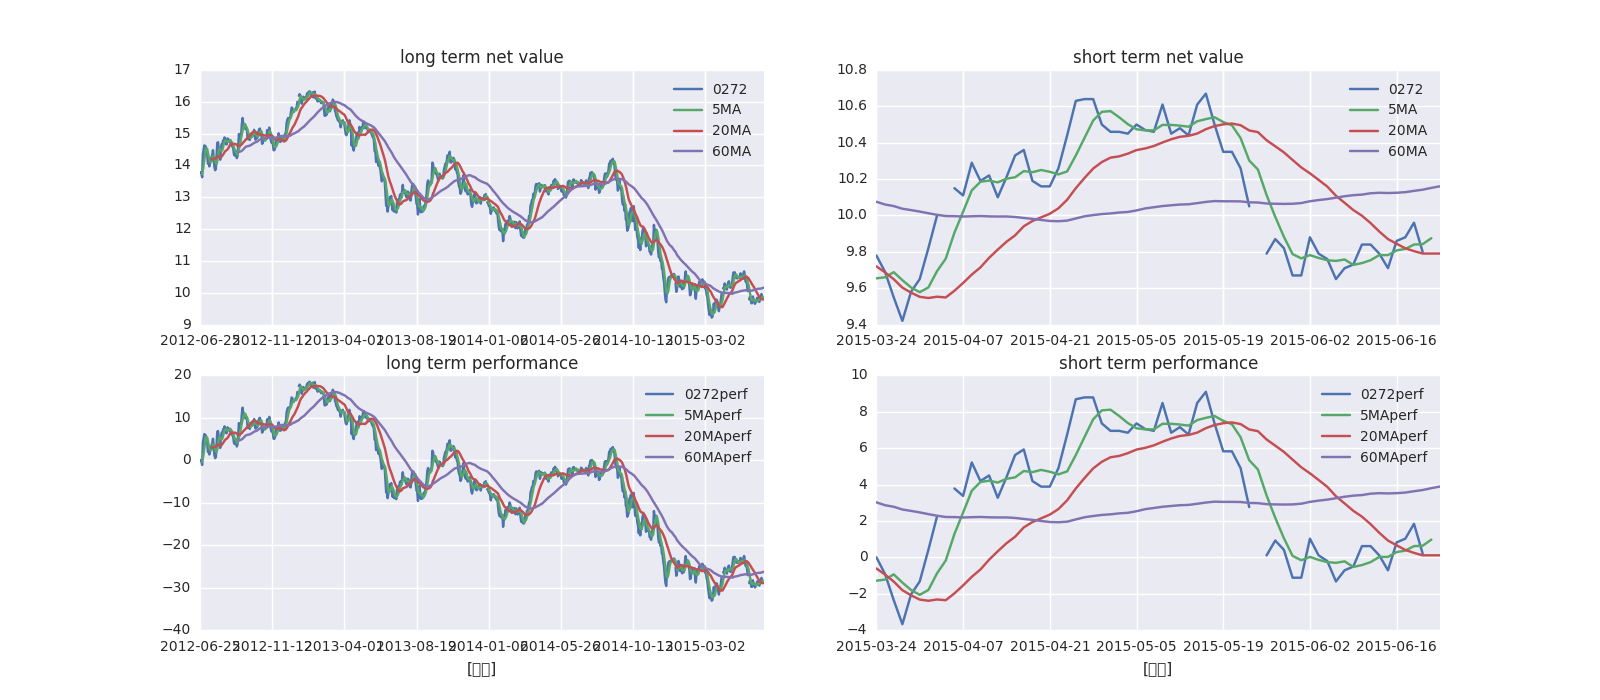 long term net value
17
16
15
14
13
12
11
10
9
0272
5MA
20MA
60MA
2012-06-25 2012-11-12 2013-04-01 2013-08-19 2014-01-06 2014-05-26 2014-10-13 2015-03-02
short term net value
10.8
10.6
10.4
10.2
10.0
9.8
9.6
9.4
0272
5MA
20MA
60MA
2015-03-24 2015-04-07 2015-04-21 2015-05-05 2015-05-19 2015-06-02 2015-06-16
long term performance
20
10
0
−10
−20
−30
−40
0272perf
5MAperf
20MAperf
60MAperf
2012-06-25 2012-11-12 2013-04-01 2013-08-19 2014-01-06 2014-05-26 2014-10-13 2015-03-02
short term performance
10
8
6
4
2
0
−2
−4
0272perf
5MAperf
20MAperf
60MAperf
2015-03-24 2015-04-07 2015-04-21 2015-05-05 2015-05-19 2015-06-02 2015-06-16